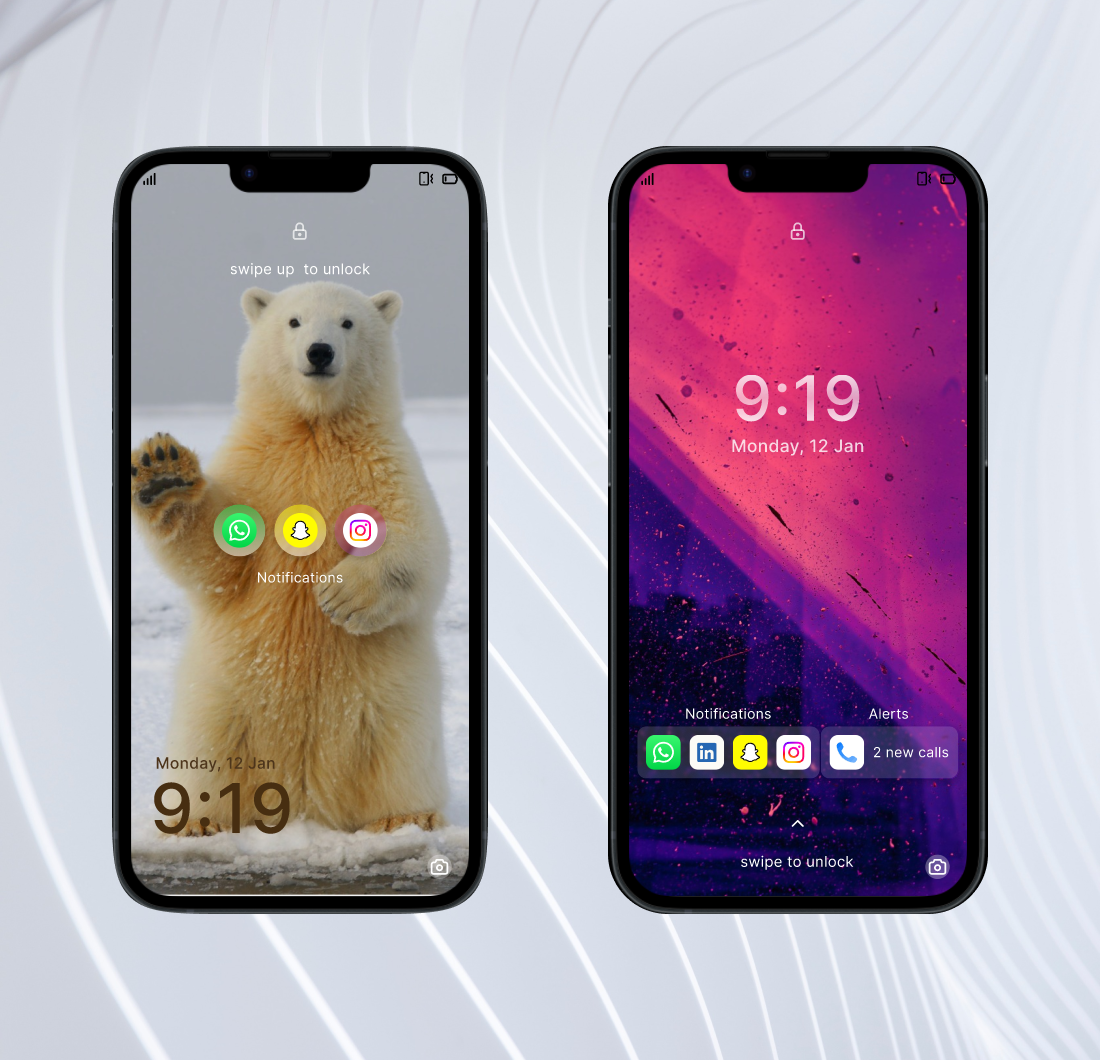 swipe up  to unlock
Notifications
Monday, 12 Jan
9:19
9:19
Monday, 12 Jan
Notifications
Alerts
in
2 new calls
swipe to unlock